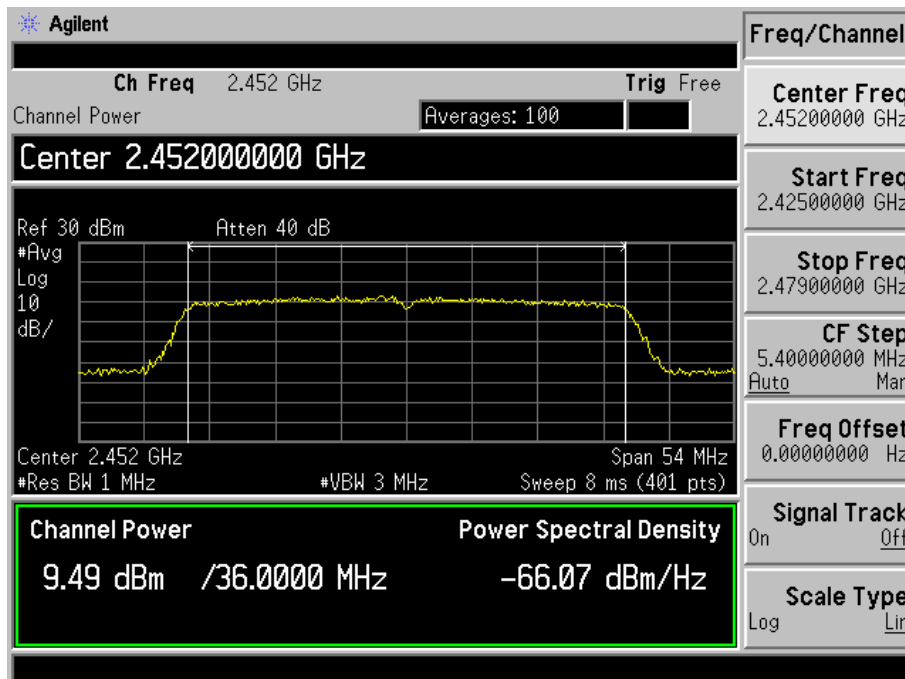 Agilent
Ch Freq 2.452 GHz Trig Free
Channel Power Averages: 100
Center 2.452000000 GHz
Ref 30 dBm Atten 40 dB
#Avg
Log
10
dB/
Center 2.452 GHz Span 54 MHz
#Res BW 1 MHz #VBW 3 MHz Sweep 8 ms (401 pts)
Channel Power Power Spectral Density
9.49 dBm /36.0000 MHz -66.07 dBm/Hz
Freq/Channel
Center Freq
2.45200000 GHz
Start Freq
2.42500000 GHz
Stop Freq
2.47900000 GHz
CF Step
5.40000000 MHz
Auto Man
Freq Offset
0.00000000 Hz
Signal Track
On Off
Scale Type
Log Lin